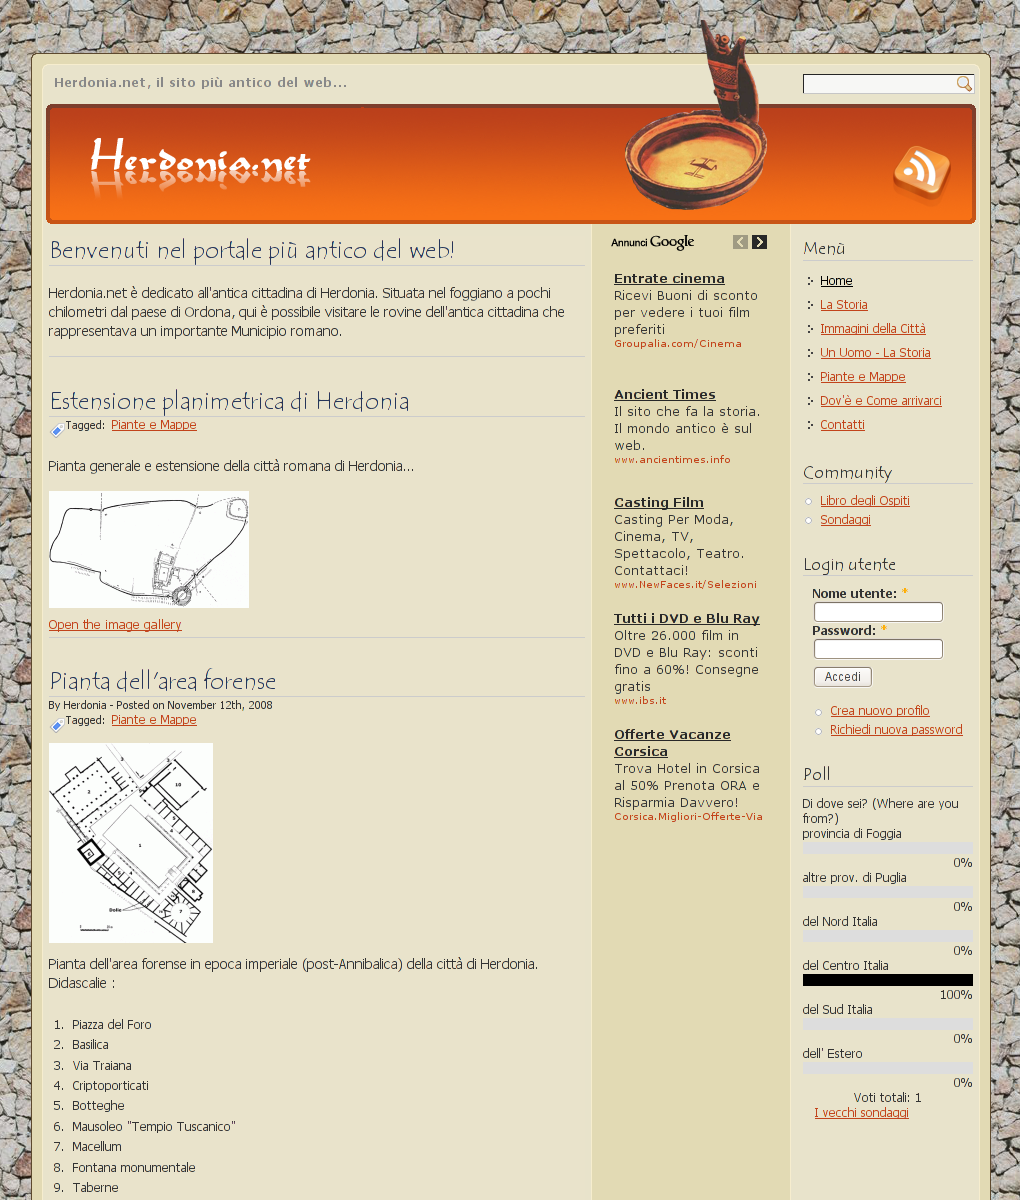 Herdonia.net, il sito più antico del web...
Herdonia.net
Benvenuti nel portale più antico del web!
Herdonia.net è dedicato all'antica cittadina di Herdonia. Situata nel foggiano a pochi
chilometri dal paese di Ordona, qui è possibile visitare le rovine dell'antica cittadina che
rappresentava un importante Municipio romano.
Estensione planimetrica di Herdonia
Tagged: Piante e Mappe
Pianta generale e estensione della città romana di Herdonia...
Open the image gallery
Pianta dell'area forense
By Herdonia - Posted on November 12th, 2008
Tagged: Piante e Mappe
3
3
2
10
5
4
1
5
4
6
5
8
7
Dolie
Pianta dell'area forense in epoca imperiale (post-Annibalica) della città di Herdonia.
Didascalie :
1. Piazza del Foro
2. Basilica
3. Via Traiana
4. Criptoporticati
5. Botteghe
6. Mausoleo "Tempio Tuscanico"
7. Macellum
8. Fontana monumentale
9. Taberne
Annunci Google
Entrate cinema
Ricevi Buoni di sconto
per vedere i tuoi film
preferiti
Groupalia.com/Cinema
Ancient Times
Il sito che fa la storia.
Il mondo antico è sul
web.
www.ancientimes.info
Casting Film
Casting Per Moda,
Cinema, TV,
Spettacolo, Teatro.
Contattaci!
www.NewFaces.it/Selezioni
Tutti i DVD e Blu Ray
Oltre 26.000 film in
DVD e Blu Ray: sconti
fino a 60%! Consegne
gratis
www.ibs.it
Offerte Vacanze
Corsica
Trova Hotel in Corsica
al 50% Prenota ORA e
Risparmia Davvero!
Corsica.Migliori-Offerte-Via
Menù
Home
La Storia
Immagini della Città
Un Uomo - La Storia
Piante e Mappe
Dov'è e Come arrivarci
Contatti
Community
Libro degli Ospiti
Sondaggi
Login utente
Nome utente: *
Password: *
Accedi
Crea nuovo profilo
Richiedi nuova password
Poll
Di dove sei? (Where are you
from?)
provincia di Foggia
0%
altre prov. di Puglia
0%
del Nord Italia
0%
del Centro Italia
100%
del Sud Italia
0%
dell' Estero
0%
Voti totali: 1
I vecchi sondaggi